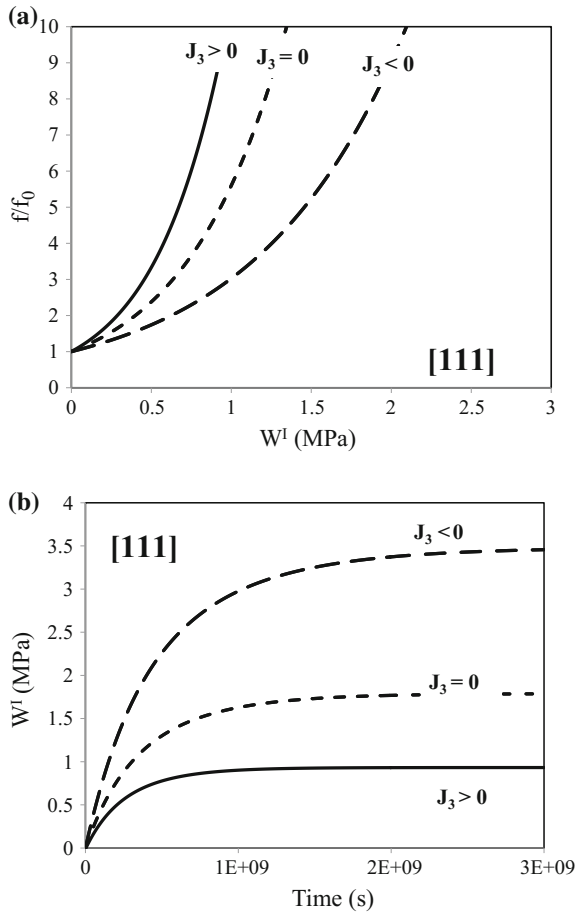 (a)
10
9
8
7
6
5
4
3
2
1
0
f/f₀
J₃ > 0
J₃ = 0
J₃ < 0
[111]
0
0.5
1
1.5
2
2.5
3
Wᴵ (MPa)
(b)
4
3.5
3
2.5
2
1.5
1
0.5
0
Wᴵ (MPa)
[111]
J₃ < 0
J₃ = 0
J₃ > 0
0
1E+09
2E+09
3E+09
Time (s)